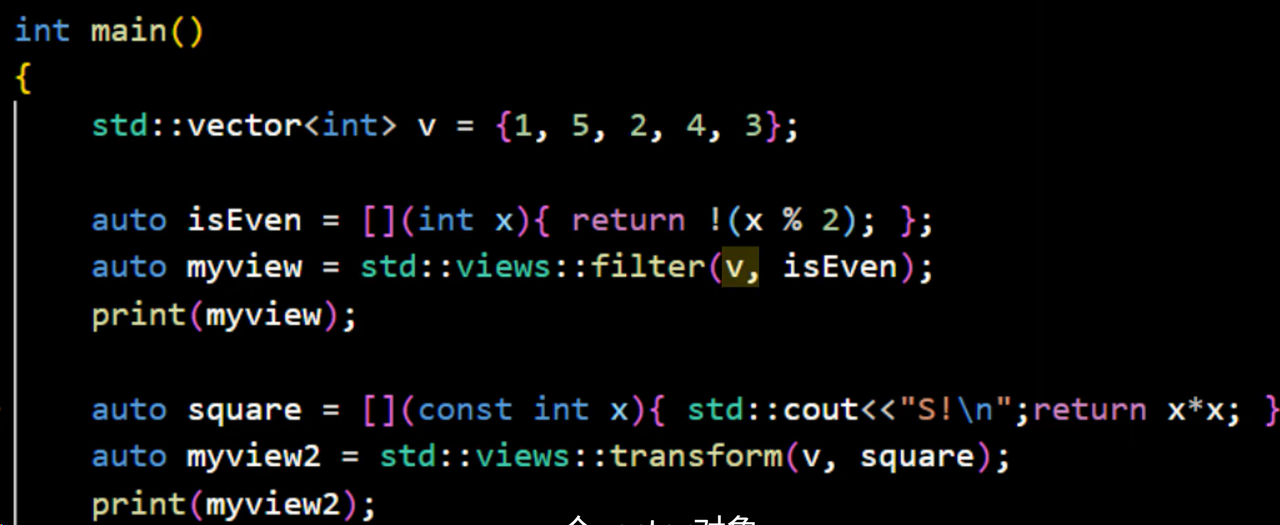 int main()
{
    std::vector<int> v = {1, 5, 2, 4, 3};
    auto isEven = [](int x){ return !(x % 2); };
    auto myview = std::views::filter(v, isEven);
    print(myview);
    auto square = [](const int x){ std::cout<<"S!\n";return x*x; }
    auto myview2 = std::views::transform(v, square);
    print(myview2);